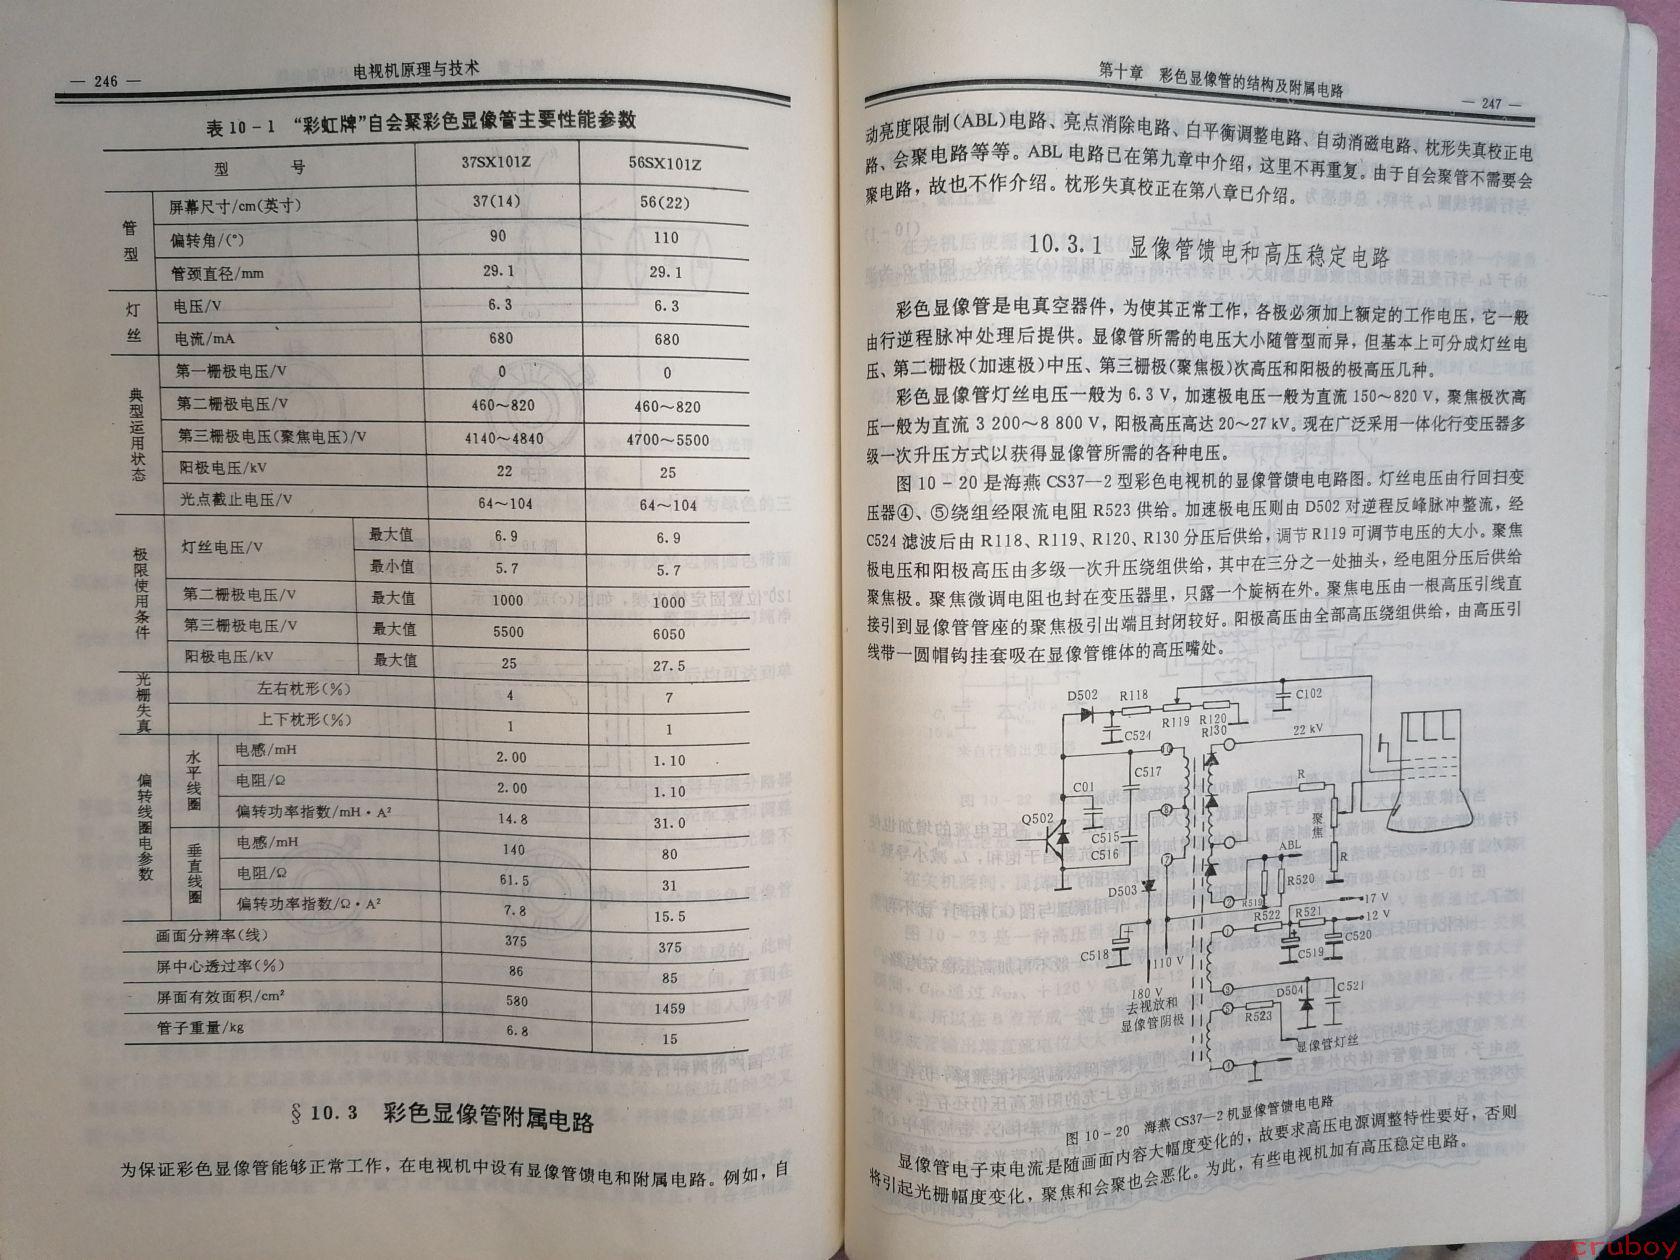 — 246 —
电视机原理与技术
表 10－1 “彩虹牌”自会聚彩色显像管主要性能参数
型 号 37SX101Z 56SX101Z
管型
屏幕尺寸/cm(英寸) 37(14) 56(22)
偏转角/(°) 90 110
管颈直径/mm 29.1 29.1
灯丝
电压/V 6.3 6.3
电流/mA 680 680
典型运用状态
第一栅极电压/V 0 0
第二栅极电压/V 460～820 460～820
第三栅极电压(聚焦电压)/V 4140～4840 4700～5500
阳极电压/kV 22 25
光点截止电压/V 64～104 64～104
极限使用条件
灯丝电压/V 最大值 6.9 6.9
最小值 5.7 5.7
第二栅极电压/V 最大值 1000 1000
第三栅极电压/V 最大值 5500 6050
阳极电压/kV 最大值 25 27.5
光栅失真
左右枕形(%) 4 7
上下枕形(%) 1 1
偏转线圈电参数
水平线圈
电感/mH 2.00 1.10
电阻/Ω 2.00 1.10
偏转功率指数/mH·A² 14.8 31.0
垂直线圈
电感/mH 140 80
电阻/Ω 61.5 31
偏转功率指数/Ω·A² 7.8 15.5
画面分辨率(线) 375 375
屏中心透过率(%) 86 85
屏面有效面积/cm² 580 1459
管子重量/kg 6.8 15
§10.3 彩色显像管附属电路
为保证彩色显像管能够正常工作，在电视机中设有显像管馈电和附属电路。例如，自
第十章 彩色显像管的结构及附属电路
— 247 —
动亮度限制(ABL)电路、亮点消除电路、白平衡调整电路、自动消磁电路、枕形失真校正电
路、会聚电路等等。ABL 电路已在第九章中介绍，这里不再重复。由于自会聚管不需要会
聚电路，故也不作介绍。枕形失真校正在第八章已介绍。
10.3.1 显像管馈电和高压稳定电路
彩色显像管是电真空器件，为使其正常工作，各极必须加上额定的工作电压，它一般
由行逆程脉冲处理后提供。显像管所需的电压大小随管型而异，但基本上可分成灯丝电
压、第二栅极(加速极)中压、第三栅极(聚焦极)次高压和阳极的极高压几种。
彩色显像管灯丝电压一般为 6.3 V，加速极电压一般为直流 150～820 V，聚焦极次高
压一般为直流 3 200～8 800 V，阳极高压高达 20～27 kV。现在广泛采用一体化行变压器多
级一次升压方式以获得显像管所需的各种电压。
图 10－20 是海燕 CS37—2 型彩色电视机的显像管馈电电路图。灯丝电压由行回扫变
压器④、⑤绕组经限流电阻 R523 供给。加速极电压则由 D502 对逆程反峰脉冲整流，经
C524 滤波后由 R118、R119、R120、R130 分压后供给，调节 R119 可调节电压的大小。聚焦
极电压和阳极高压由多级一次升压绕组供给，其中在三分之一处抽头，经电阻分压后供给
聚焦极。聚焦微调电阻也封在变压器里，只露一个旋柄在外。聚焦电压由一根高压引线直
接引到显像管管座的聚焦极引出端且封闭较好。阳极高压由全部高压绕组供给，由高压引
线带一圆帽钩挂套吸在显像管锥体的高压嘴处。
D502 R118 C102
R119 R120
R130
C524
22 kV
⑩
C517
C01
R
⑧
Q502
聚焦
C515
C516
ABL
⑦
R
D503
R520
②
R519
17 V
R522 R521
12 V
①
C520
C518
C519
110 V
180 V
去视放和
显像管阴极
③
D504
C521
⑤
R523
显像管灯丝
④
图 10－20 海燕 CS37—2 机显像管馈电电路
显像管电子束电流是随画面内容大幅度变化的，故要求高压电源调整特性要好，否则
将引起光栅幅度变化，聚焦和会聚也会恶化。为此，有些电视机加有高压稳定电路。
cruboy